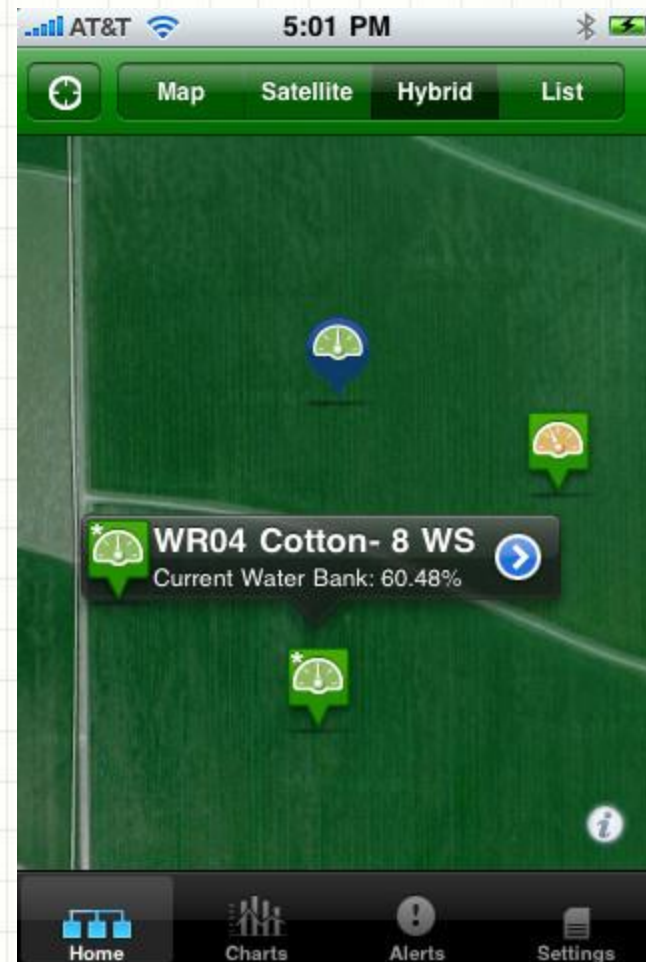 AT&T 5:01 PM
Map Satellite Hybrid List
* WR04 Cotton- 8 WS
Current Water Bank: 60.48%
*
i
!
Home Charts Alerts Settings